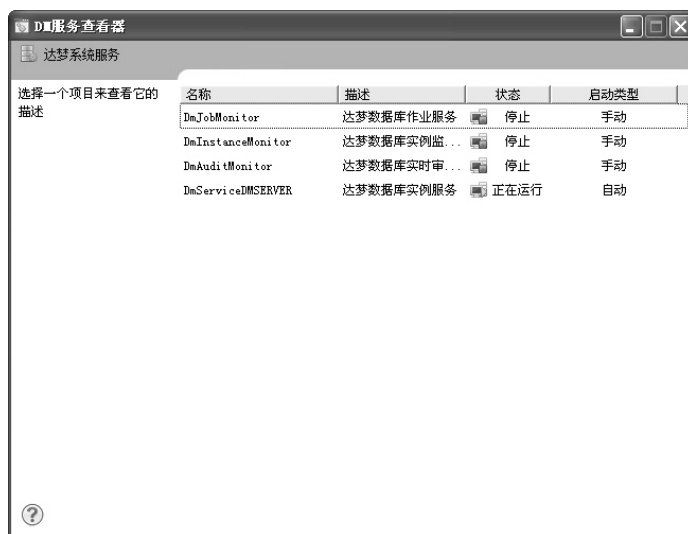 DM服务查看器
达梦系统服务
选择一个项目来查看它的
描述
名称 描述 状态 启动类型
DmJobMonitor 达梦数据库作业服务 停止 手动
DmInstanceMonitor 达梦数据库实例监... 停止 手动
DmAuditMonitor 达梦数据库实时审... 停止 手动
DmServiceDMSERVER 达梦数据库实例服务 正在运行 自动
?